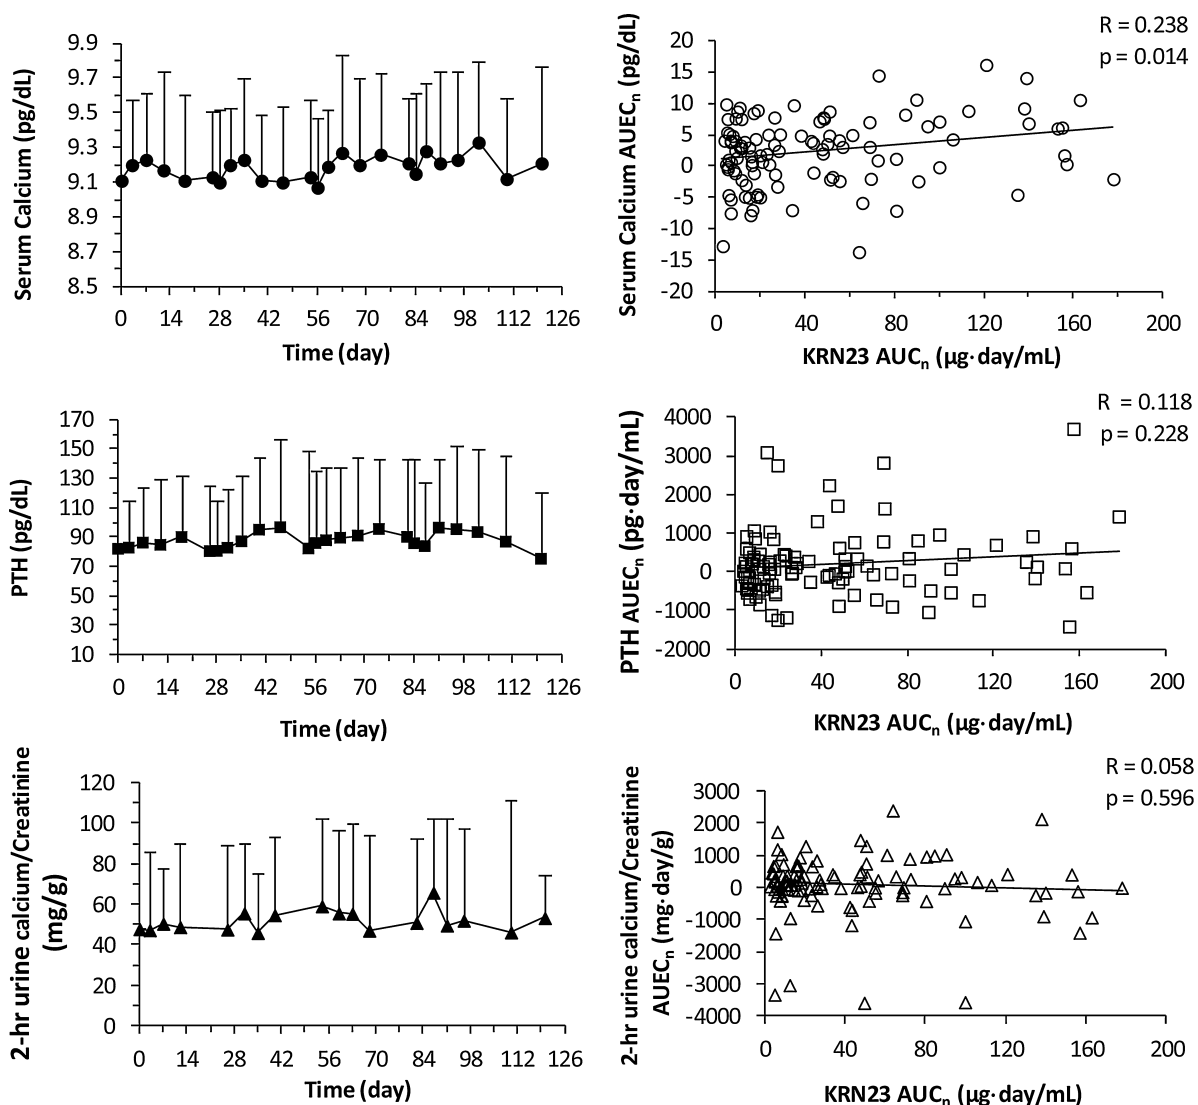 9.9
9.7
9.5
9.3
9.1
8.9
8.7
8.5
Serum Calcium (pg/dL)
0 14 28 42 56 70 84 98 112 126
Time (day)
R = 0.238
p = 0.014
20
15
10
5
0
-5
-10
-15
-20
Serum Calcium AUECn (pg/dL)
0 40 80 120 160 200
KRN23 AUCn (µg·day/mL)
170
150
130
110
90
70
50
30
10
PTH (pg/dL)
0 14 28 42 56 70 84 98 112 126
Time (day)
R = 0.118
p = 0.228
4000
3000
2000
1000
0
-1000
-2000
PTH AUECn (pg·day/mL)
0 40 80 120 160 200
KRN23 AUCn (µg·day/mL)
120
100
80
60
40
20
0
2-hr urine calcium/Creatinine
(mg/g)
0 14 28 42 56 70 84 98 112 126
Time (day)
R = 0.058
p = 0.596
3000
2000
1000
0
-1000
-2000
-3000
-4000
2-hr urine calcium/Creatinine
AUECn (mg·day/g)
0 40 80 120 160 200
KRN23 AUCn (µg·day/mL)